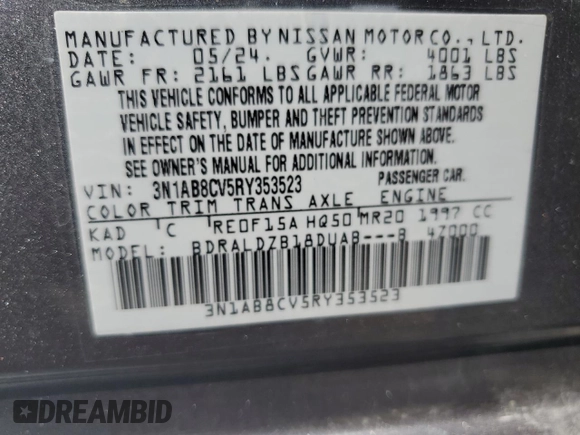 MANUFACTURED BY NISSAN MOTOR CO., LTD.
DATE: 05/24. GVWR: 4001 LBS
GAWR FR: 2161 LBS GAWR RR: 1863 LBS
THIS VEHICLE CONFORMS TO ALL APPLICABLE FEDERAL MOTOR
VEHICLE SAFETY, BUMPER AND THEFT PREVENTION STANDARDS
IN EFFECT ON THE DATE OF MANUFACTURE SHOWN ABOVE.
SEE OWNER'S MANUAL FOR ADDITIONAL INFORMATION.
VIN: 3N1AB8CV5RY353523 PASSENGER CAR.
COLOR TRIM TRANS AXLE ENGINE
KAD C RE0F15A HQ50 MR20 1997 CC
MODEL: BDRALDZB18DUAB---B 4Z000
3N1AB8CV5RY353523
DREAMBID